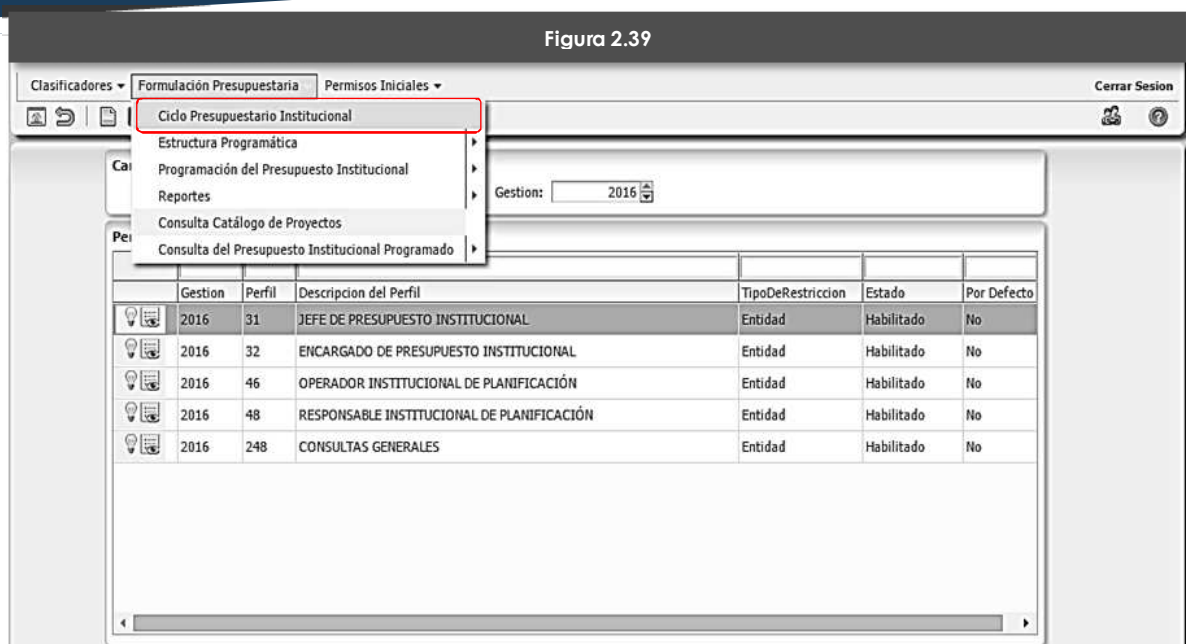 Figura 2.39
Clasificadores Formulación Presupuestaria Permisos Iniciales Cerrar Sesion
Ciclo Presupuestario Institucional
Estructura Programática
Programación del Presupuesto Institucional
Gestion: 2016
Reportes
Consulta Catálogo de Proyectos
Consulta del Presupuesto Institucional Programado
Gestion Perfil Descripcion del Perfil TipoDeRestriccion Estado Por Defecto
2016 31 JEFE DE PRESUPUESTO INSTITUCIONAL Entidad Habilitado No
2016 32 ENCARGADO DE PRESUPUESTO INSTITUCIONAL Entidad Habilitado No
2016 46 OPERADOR INSTITUCIONAL DE PLANIFICACIÓN Entidad Habilitado No
2016 48 RESPONSABLE INSTITUCIONAL DE PLANIFICACIÓN Entidad Habilitado No
2016 248 CONSULTAS GENERALES Entidad Habilitado No